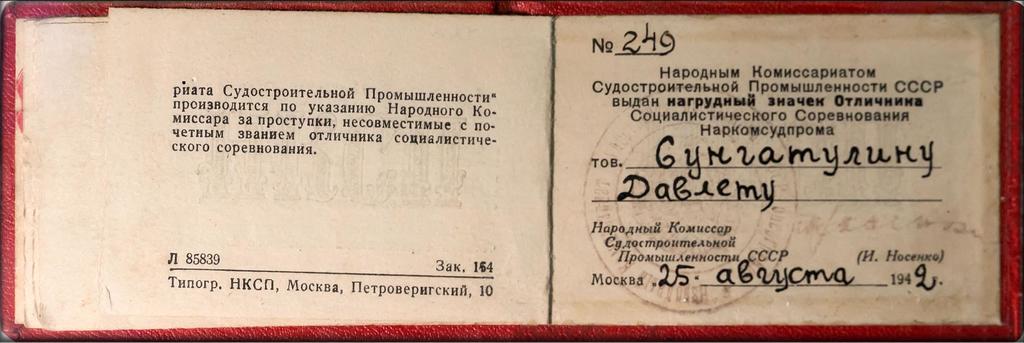 риата Судостроительной Промышленности"
производится по указанию Народного Ко-
миссара за проступки, несовместимые с по-
четным званием отличника социалистиче-
ского соревнования.
Л 85839 Зак. 164
Типогр. НКСП, Москва, Петроверигский, 10
№ 249
Народным Комиссариатом
Судостроительной Промышленности СССР
выдан нагрудный значек Отличника
Социалистического Соревнования
Наркомсудпрома
тов. Сунгатулину
Давлету
Народный Комиссар
Судостроительной
Промышленности СССР (И. Носенко)
Москва „25· августа 1942г.